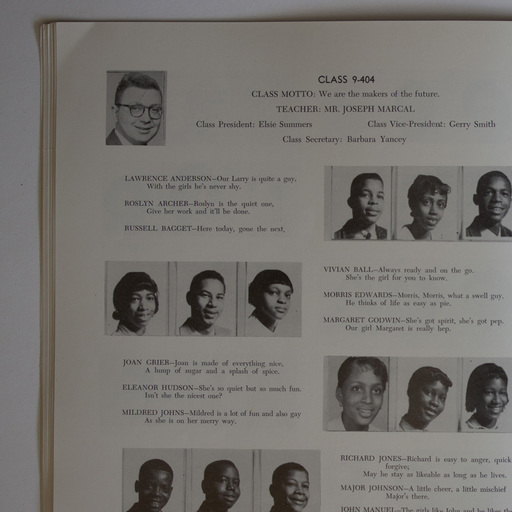 CLASS 9-404
CLASS MOTTO: We are the makers of the future.
TEACHER: MR. JOSEPH MARCAL
Class President: Elsie Summers Class Vice-President: Gerry Smith
Class Secretary: Barbara Yancey
LAWRENCE ANDERSON—Our Larry is quite a guy,
With the girls he's never shy.
ROSLYN ARCHER—Roslyn is the quiet one,
Give her work and it'll be done.
RUSSELL BAGGET—Here today, gone the next,
VIVIAN BALL—Always ready and on the go.
She's the girl for you to know.
MORRIS EDWARDS—Morris, Morris, what a swell guy.
He thinks of life as easy as pie.
MARGARET GODWIN—She's got spirit, she's got pep.
Our girl Margaret is really hep.
JOAN GRIER—Joan is made of everything nice,
A lump of sugar and a splash of spice.
ELEANOR HUDSON—She's so quiet but so much fun.
Isn't she the nicest one?
MILDRED JOHNS—Mildred is a lot of fun and also gay
As she is on her merry way.
RICHARD JONES—Richard is easy to anger, quick
forgive;
May he stay as likeable as long as he lives.
MAJOR JOHNSON—A little cheer, a little mischief
Major's there.
JOHN MANUEL—The girls like John and he likes